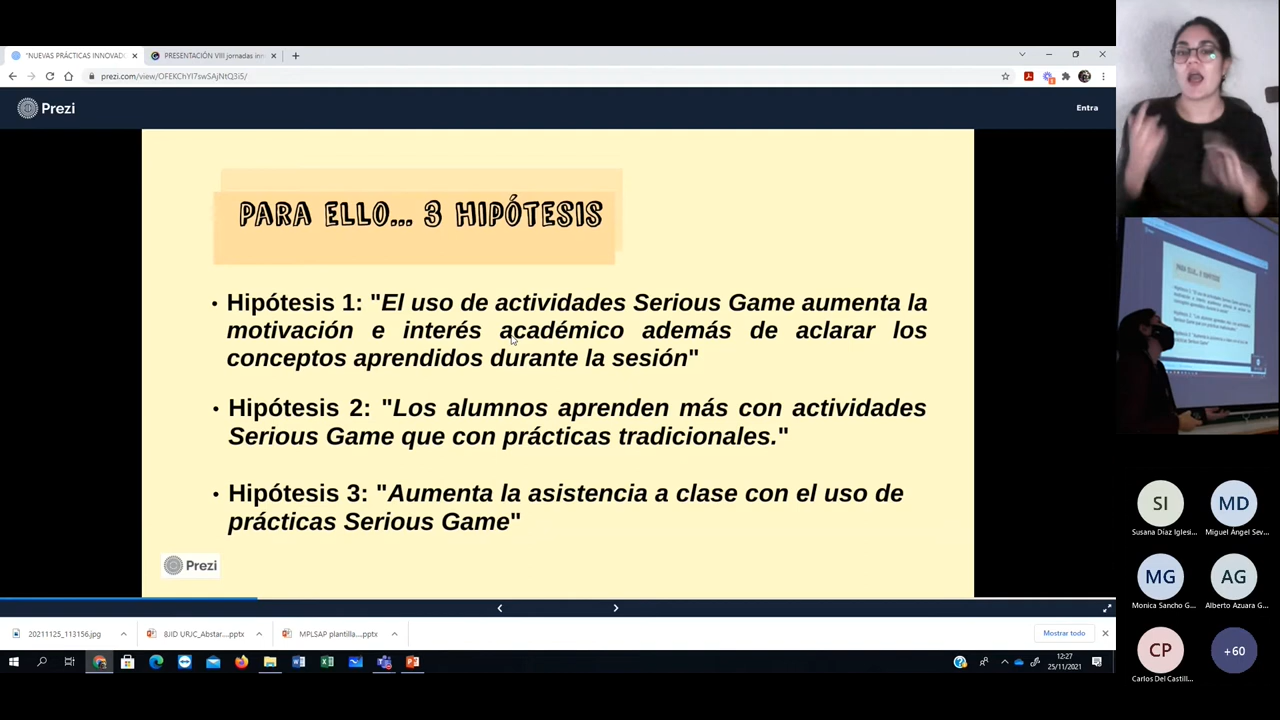 "NUEVAS PRÁCTICAS INNOVAD
PRESENTACIÓN VIII jornadas inn
prezi.com/view/OFEKChYI7swSAjNtQ3i5/
Prezi
Entra
PARA ELLO... 3 HIPÓTESIS
• Hipótesis 1: "El uso de actividades Serious Game aumenta la
motivación e interés académico además de aclarar los
conceptos aprendidos durante la sesión"
• Hipótesis 2: "Los alumnos aprenden más con actividades
Serious Game que con prácticas tradicionales."
• Hipótesis 3: "Aumenta la asistencia a clase con el uso de
prácticas Serious Game"
Prezi
20211125_113156.jpg
8JID URJC_Abstar....pptx
MPLSAP plantilla....pptx
Mostrar todo
12:27
25/11/2021
SI
MD
Susana Díaz Iglesi...
Miguel Angel Sev...
MG
AG
Monica Sancho G...
Alberto Azuara G...
CP
+60
Carlos Del Castill...